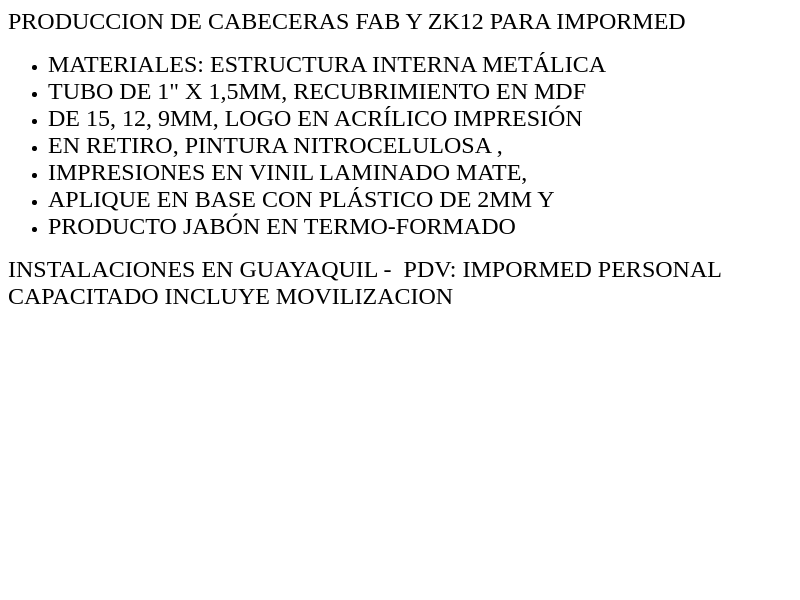 PRODUCCION DE CABECERAS FAB Y ZK12 PARA IMPORMED
MATERIALES: ESTRUCTURA INTERNA METÁLICA
TUBO DE 1" X 1,5MM, RECUBRIMIENTO EN MDF
DE 15, 12, 9MM, LOGO EN ACRÍLICO IMPRESIÓN
EN RETIRO, PINTURA NITROCELULOSA ,
IMPRESIONES EN VINIL LAMINADO MATE,
APLIQUE EN BASE CON PLÁSTICO DE 2MM Y
PRODUCTO JABÓN EN TERMO-FORMADO
INSTALACIONES EN GUAYAQUIL -  PDV: IMPORMED PERSONAL
CAPACITADO INCLUYE MOVILIZACION